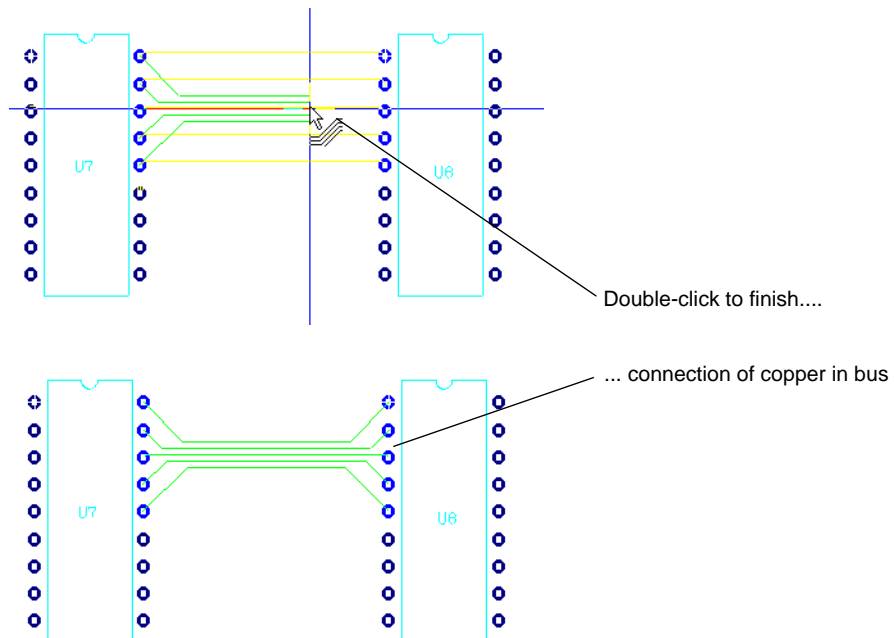 U7
U8
Double-click to finish....
... connection of copper in bus
U7
U8